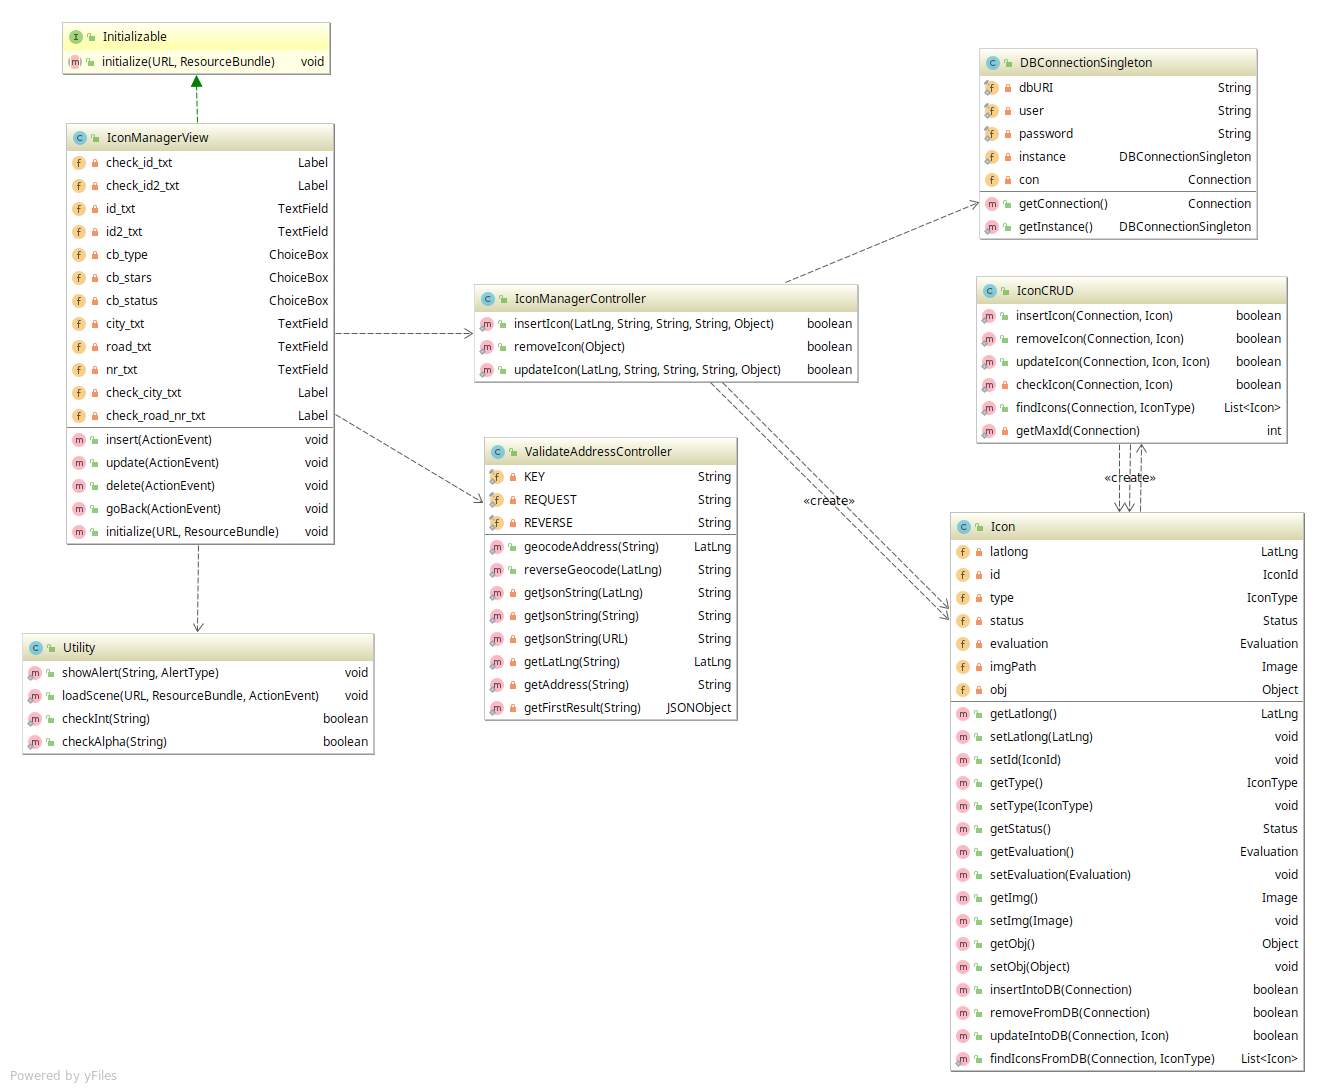 Initializable
initialize(URL, ResourceBundle) void
IconManagerView
check_id_txt Label
check_id2_txt Label
id_txt TextField
id2_txt TextField
cb_type ChoiceBox
cb_stars ChoiceBox
cb_status ChoiceBox
city_txt TextField
road_txt TextField
nr_txt TextField
check_city_txt Label
check_road_nr_txt Label
insert(ActionEvent) void
update(ActionEvent) void
delete(ActionEvent) void
goBack(ActionEvent) void
initialize(URL, ResourceBundle) void
Utility
showAlert(String, AlertType) void
loadScene(URL, ResourceBundle, ActionEvent) void
checkInt(String) boolean
checkAlpha(String) boolean
IconManagerController
insertIcon(LatLng, String, String, String, Object) boolean
removeIcon(Object) boolean
updateIcon(LatLng, String, String, String, Object) boolean
ValidateAddressController
KEY String
REQUEST String
REVERSE String
geocodeAddress(String) LatLng
reverseGeocode(LatLng) String
getJsonString(LatLng) String
getJsonString(String) String
getJsonString(URL) String
getLatLng(String) LatLng
getAddress(String) String
getFirstResult(String) JSONObject
«create»
DBConnectionSingleton
dbURI String
user String
password String
instance DBConnectionSingleton
con Connection
getConnection() Connection
getInstance() DBConnectionSingleton
IconCRUD
insertIcon(Connection, Icon) boolean
removeIcon(Connection, Icon) boolean
updateIcon(Connection, Icon, Icon) boolean
checkIcon(Connection, Icon) boolean
findIcons(Connection, IconType) List<Icon>
getMaxId(Connection) int
«create»
Icon
latlong LatLng
id IconId
type IconType
status Status
evaluation Evaluation
imgPath Image
obj Object
getLatlong() LatLng
setLatlong(LatLng) void
setId(IconId) void
getType() IconType
setType(IconType) void
getStatus() Status
getEvaluation() Evaluation
setEvaluation(Evaluation) void
getImg() Image
setImg(Image) void
getObj() Object
setObj(Object) void
insertIntoDB(Connection) boolean
removeFromDB(Connection) boolean
updateIntoDB(Connection, Icon) boolean
findIconsFromDB(Connection, IconType) List<Icon>
Powered by yFiles